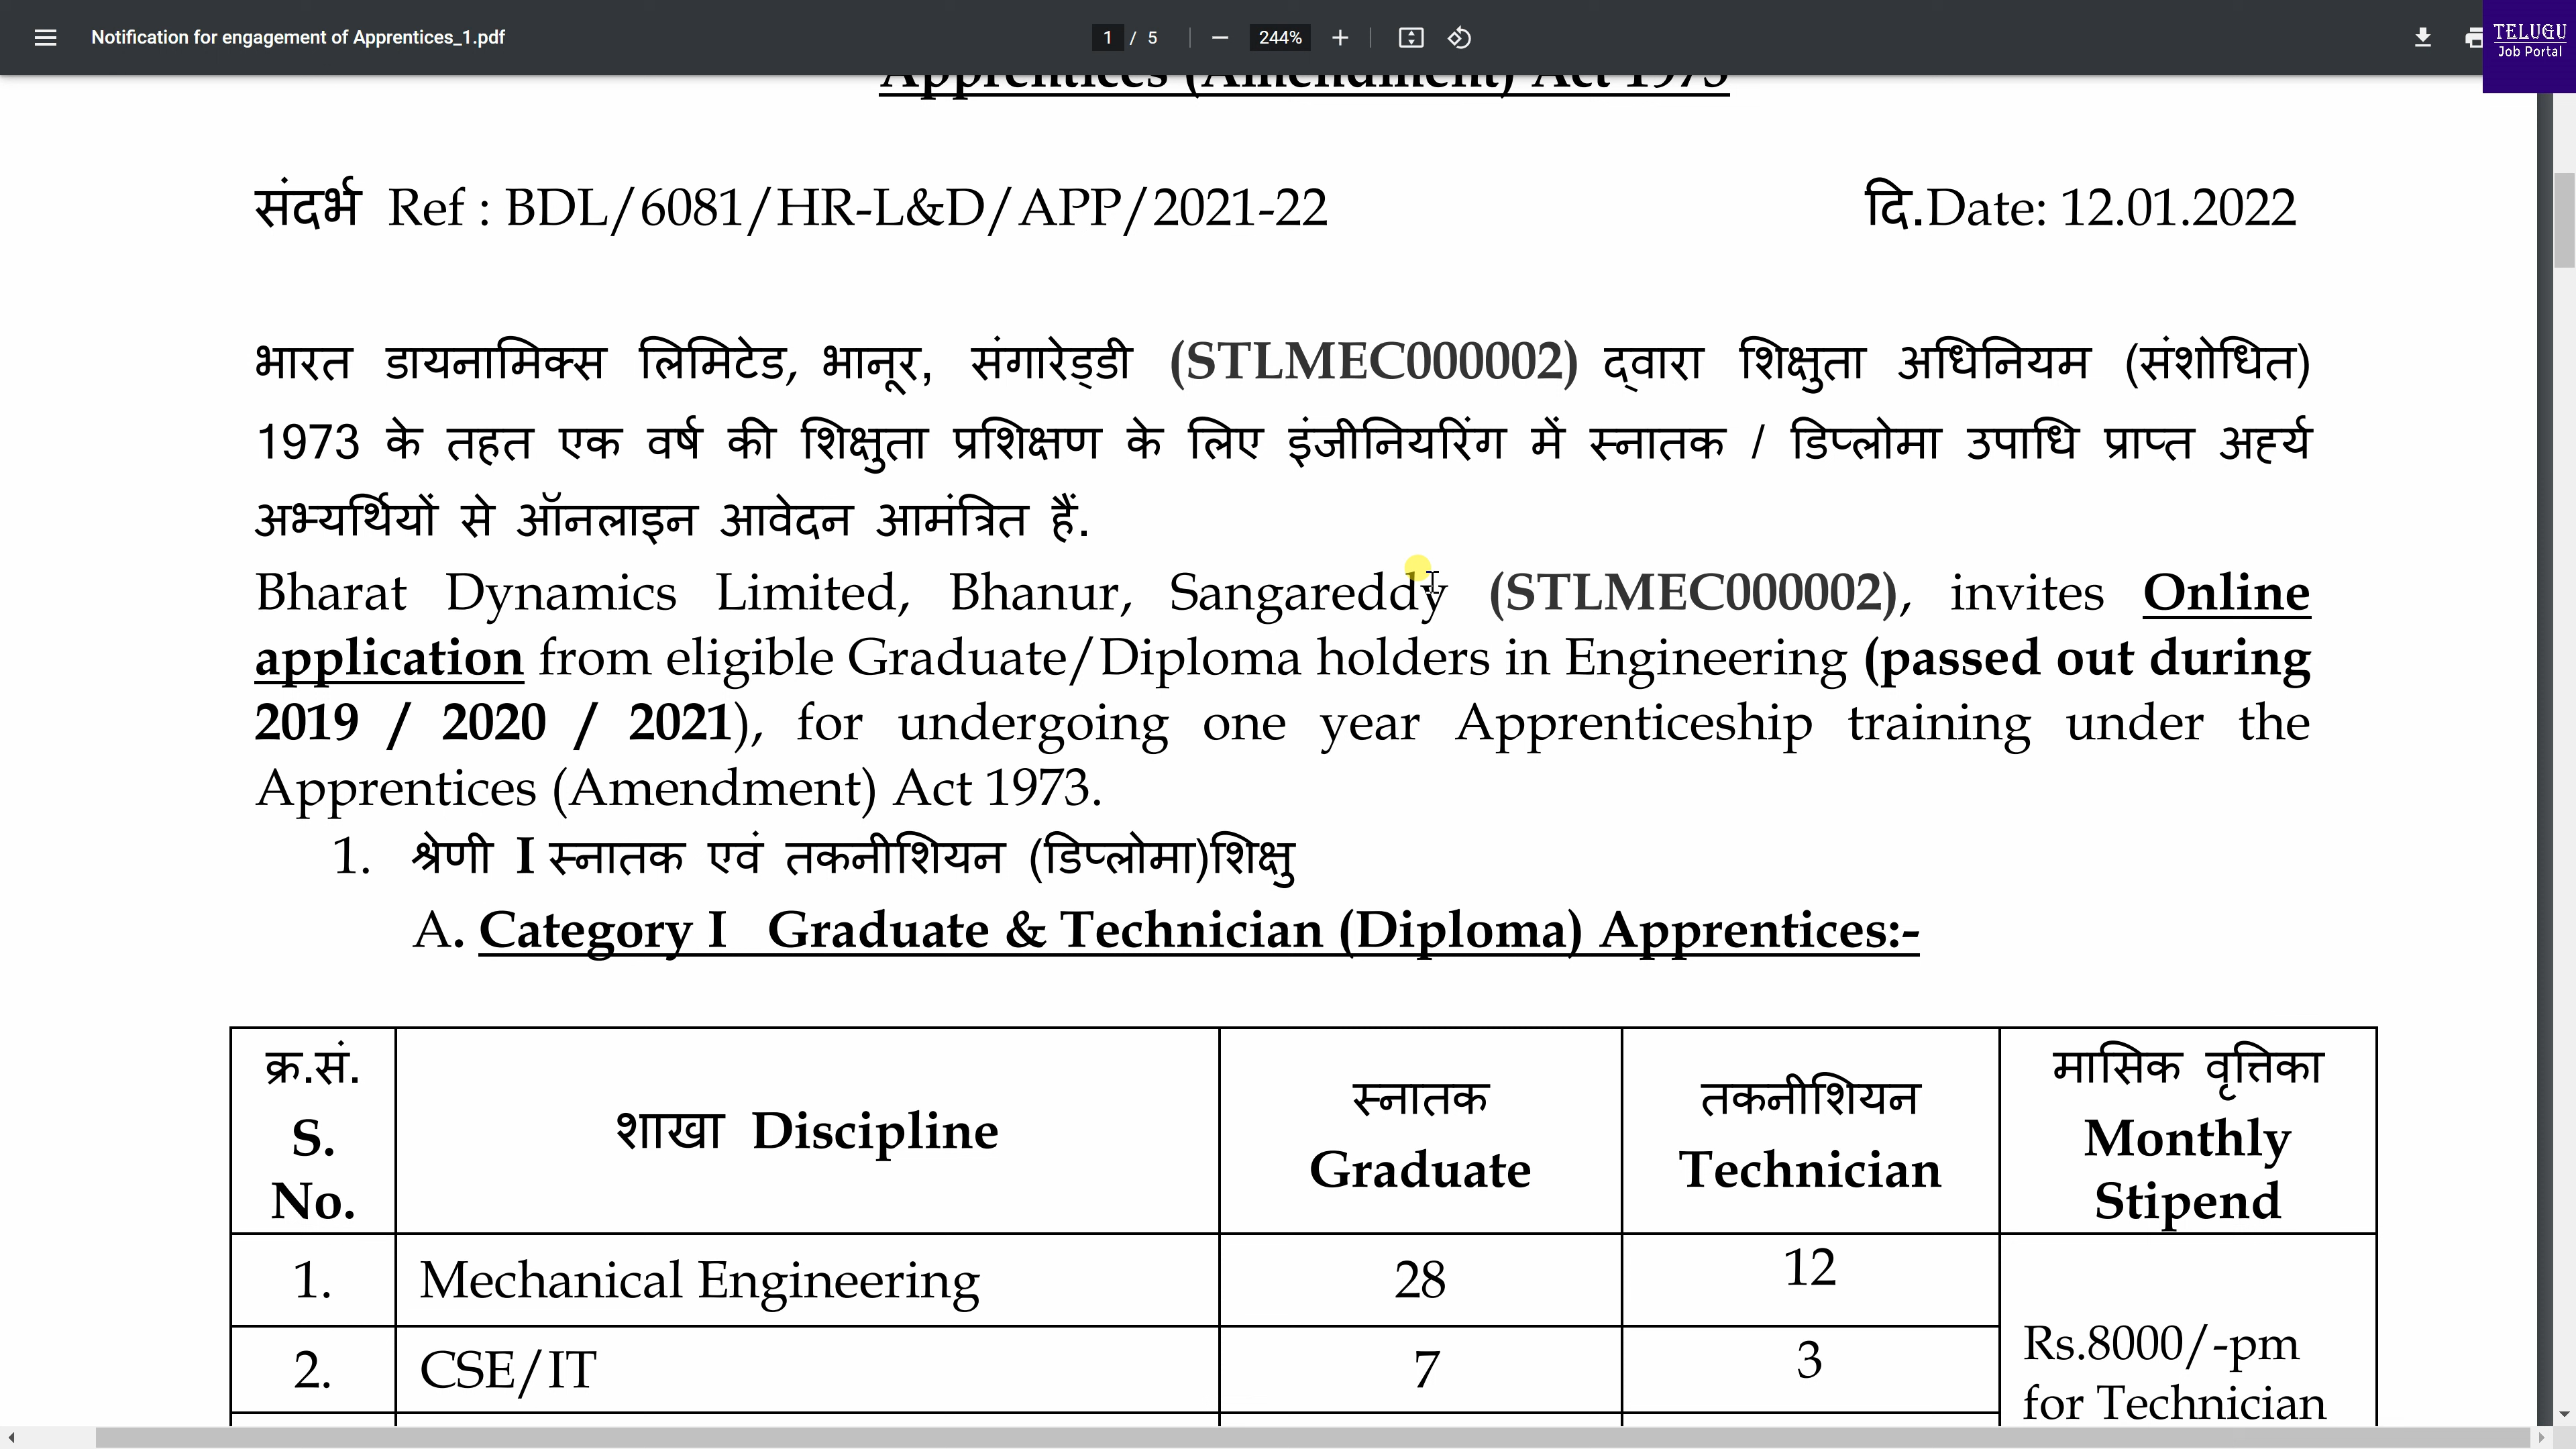 Notification for engagement of Apprentices_1.pdf
1 / 5
244%
TELUGU
Job Portal
Apprentices (Amendment) Act 1973
संदर्भ Ref : BDL/6081/HR-L&D/APP/2021-22 दि.Date: 12.01.2022
भारत डायनामिक्स लिमिटेड, भानूर, संगारेड्डी (STLMEC000002) द्वारा शिक्षुता अधिनियम (संशोधित)
1973 के तहत एक वर्ष की शिक्षुता प्रशिक्षण के लिए इंजीनियरिंग में स्नातक / डिप्लोमा उपाधि प्राप्त अर्ह्य
अभ्यर्थियों से ऑनलाइन आवेदन आमंत्रित हैं.
Bharat Dynamics Limited, Bhanur, Sangareddy (STLMEC000002), invites Online
application from eligible Graduate/Diploma holders in Engineering (passed out during
2019 / 2020 / 2021), for undergoing one year Apprenticeship training under the
Apprentices (Amendment) Act 1973.
1. श्रेणी I स्नातक एवं तकनीशियन (डिप्लोमा)शिक्षु
A. Category I Graduate & Technician (Diploma) Apprentices:-
क्र.सं.
S.
No.
शाखा Discipline
स्नातक
Graduate
तकनीशियन
Technician
मासिक वृत्तिका
Monthly
Stipend
1. Mechanical Engineering 28 12
2. CSE/IT 7 3
Rs.8000/-pm
for Technician